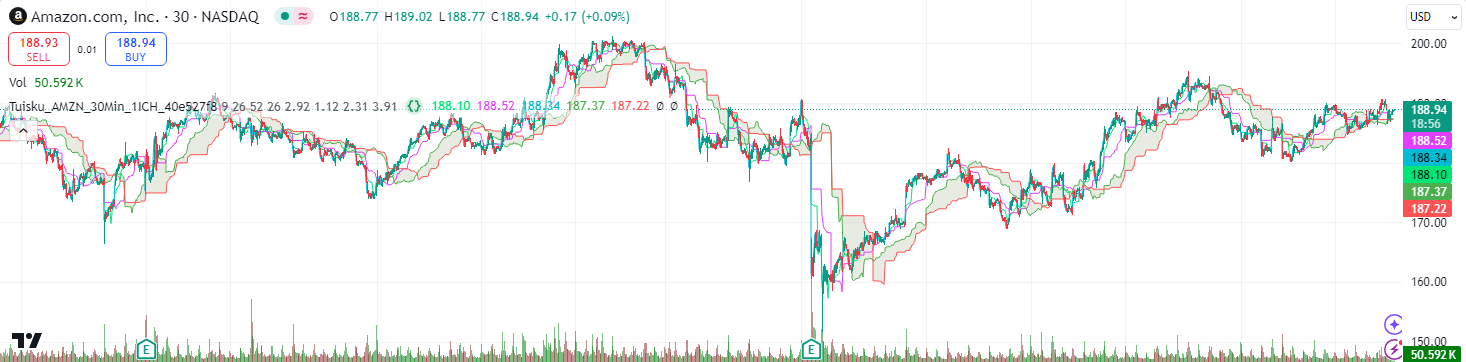 a Amazon.com, Inc. · 30 · NASDAQ ≈ O188.77 H189.02 L188.77 C188.94 +0.17 (+0.09%)
USD
188.93 SELL
0.01
188.94 BUY
Vol 50.592 K
Tuisku_AMZN_30Min_1ICH_40e527f8 9 26 52 26 2.92 1.12 2.31 3.91 {} 188.10 188.52 188.34 187.37 187.22 ∅ ∅
200.00
188.94
18:56
188.52
188.34
188.10
187.37
187.22
170.00
160.00
150.00
50.592 K
E
E